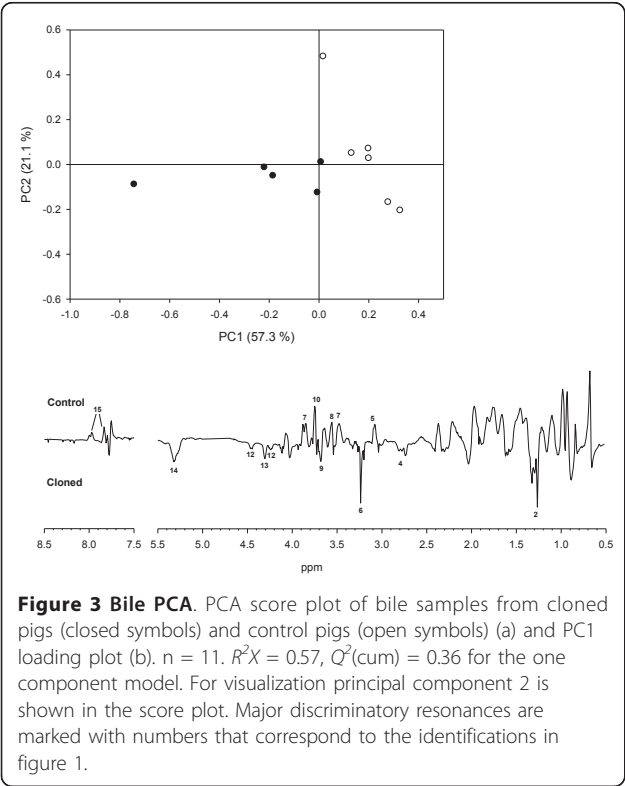 0.6
0.4
0.2
0.0
-0.2
-0.4
-0.6
PC2 (21.1 %)
-1.0 -0.8 -0.6 -0.4 -0.2 0.0 0.2 0.4
PC1 (57.3 %)
Control
Cloned
15
14
12
13
12
7
10
9
8
7
6
5
4
2
8.5 8.0 7.5 5.5 5.0 4.5 4.0 3.5 3.0 2.5 2.0 1.5 1.0 0.5
ppm
Figure 3 Bile PCA. PCA score plot of bile samples from cloned
pigs (closed symbols) and control pigs (open symbols) (a) and PC1
loading plot (b). n = 11. R²X = 0.57, Q²(cum) = 0.36 for the one
component model. For visualization principal component 2 is
shown in the score plot. Major discriminatory resonances are
marked with numbers that correspond to the identifications in
figure 1.